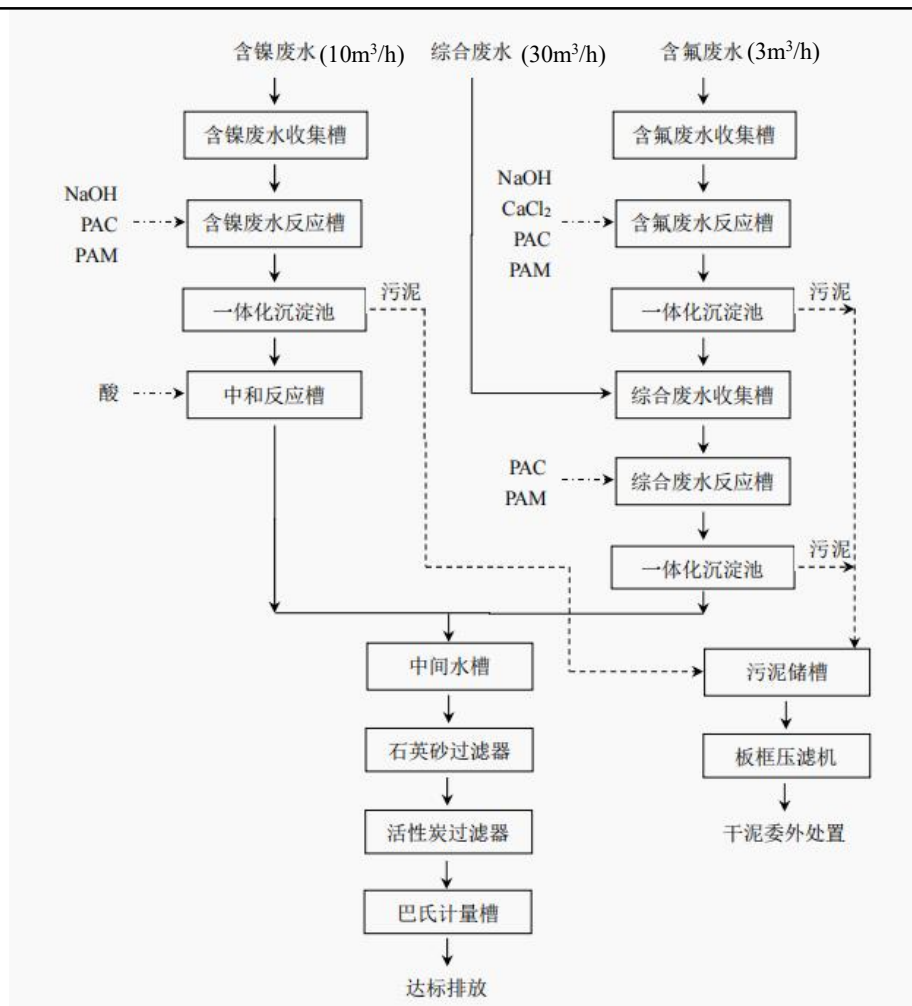 含镍废水 (10m³/h)
综合废水 (30m³/h)
含氟废水 (3m³/h)
含镍废水收集槽
含氟废水收集槽
NaOH
PAC
PAM
含镍废水反应槽
NaOH
CaCl₂
PAC
PAM
含氟废水反应槽
一体化沉淀池
污泥
一体化沉淀池
污泥
酸
中和反应槽
综合废水收集槽
PAC
PAM
综合废水反应槽
一体化沉淀池
污泥
中间水槽
污泥储槽
石英砂过滤器
板框压滤机
活性炭过滤器
干泥委外处置
巴氏计量槽
达标排放